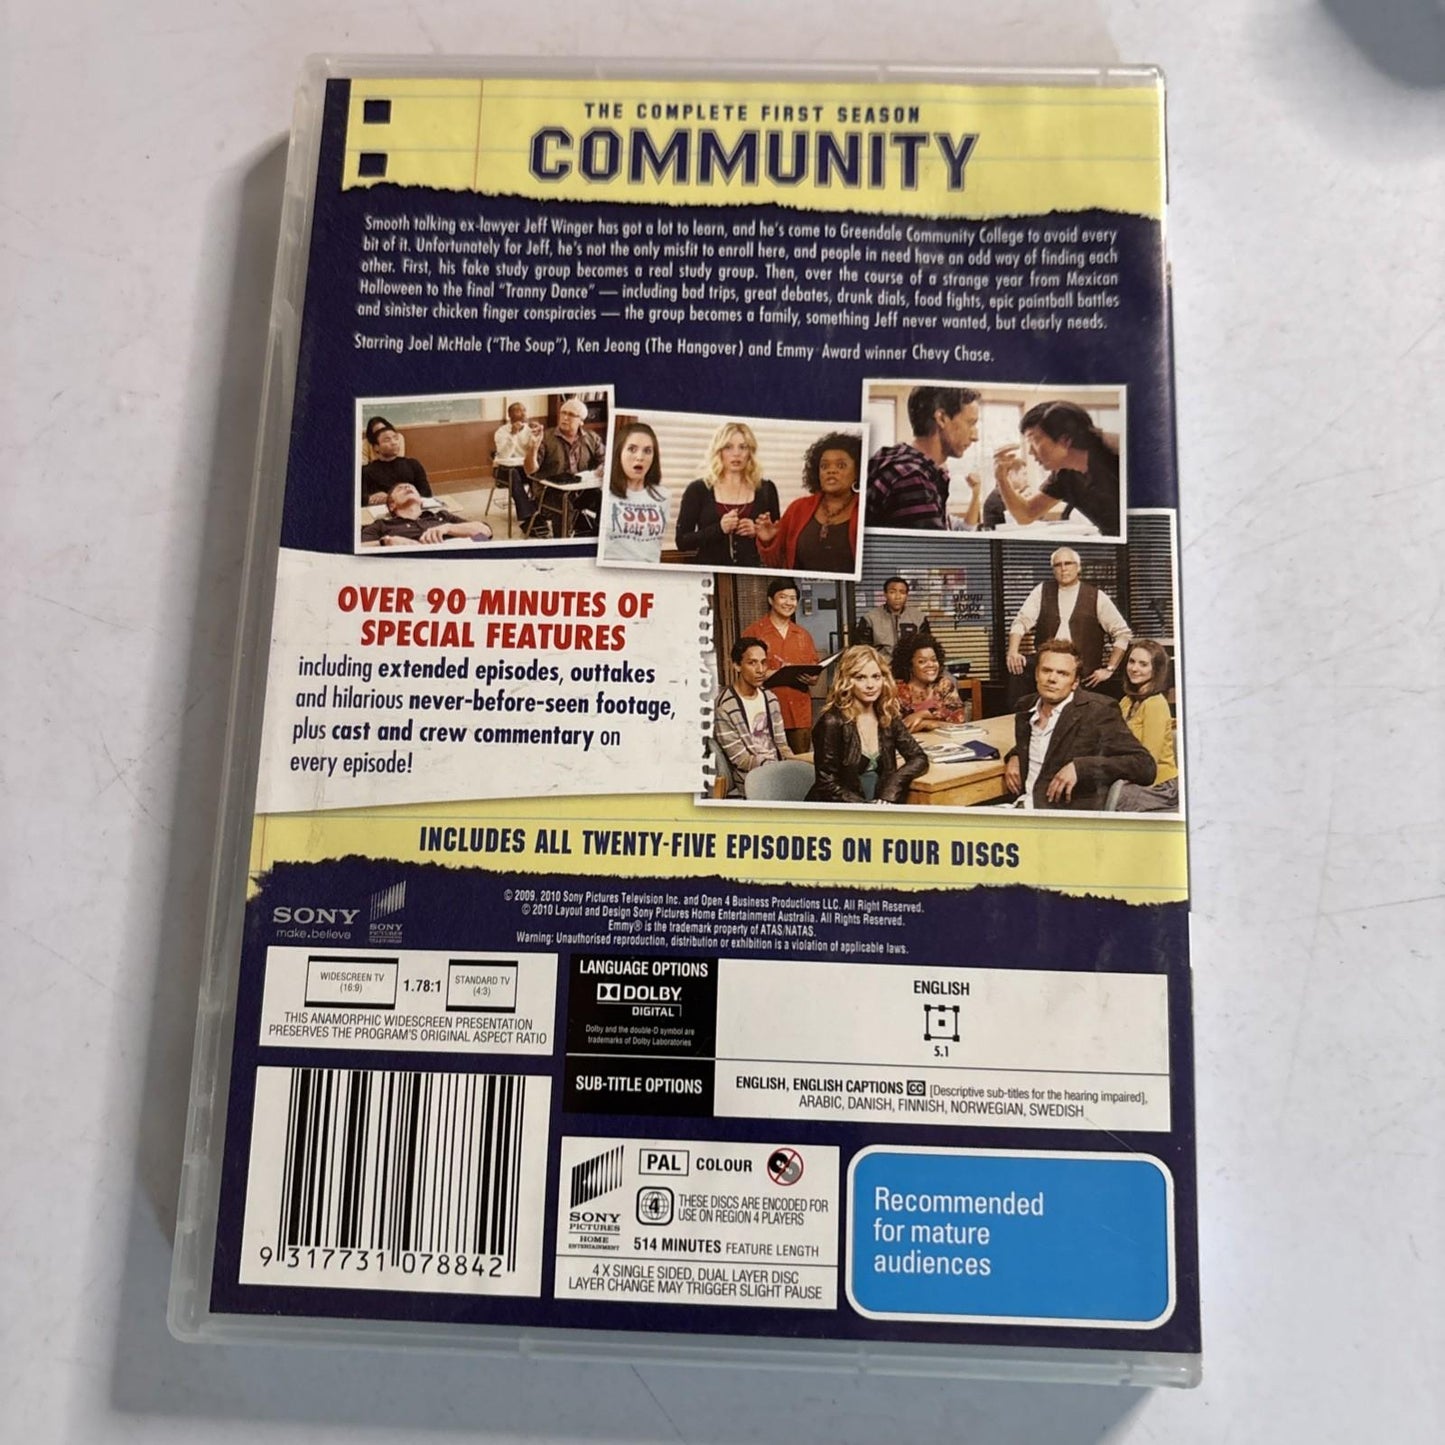 THE COMPLETE FIRST SEASON
COMMUNITY
Smooth talking ex-lawyer Jeff Winger has got a lot to learn, and he's come to Greendale Community College to avoid every
bit of it. Unfortunately for Jeff, he's not the only misfit to enroll here, and people in need have an odd way of finding each
other. First, his fake study group becomes a real study group. Then, over the course of a strange year from Mexican
Halloween to the final "Tranny Dance" — including bad trips, great debates, drunk dials, food fights, epic paintball battles
and sinister chicken finger conspiracies — the group becomes a family, something Jeff never wanted, but clearly needs.
Starring Joel McHale ("The Soup"), Ken Jeong (The Hangover) and Emmy Award winner Chevy Chase.
STD
FAIR '09
group
study
room
OVER 90 MINUTES OF
SPECIAL FEATURES
including extended episodes, outtakes
and hilarious never-before-seen footage,
plus cast and crew commentary on
every episode!
INCLUDES ALL TWENTY-FIVE EPISODES ON FOUR DISCS
SONY
make.believe
SONY
PICTURES
TELEVISION
© 2009, 2010 Sony Pictures Television Inc. and Open 4 Business Productions LLC. All Right Reserved.
© 2010 Layout and Design Sony Pictures Home Entertainment Australia. All Rights Reserved.
Emmy® is the trademark property of ATAS/NATAS.
Warning: Unauthorised reproduction, distribution or exhibition is a violation of applicable laws.
WIDESCREEN TV
(16:9)
1.78:1
STANDARD TV
(4:3)
THIS ANAMORPHIC WIDESCREEN PRESENTATION
PRESERVES THE PROGRAM'S ORIGINAL ASPECT RATIO
LANGUAGE OPTIONS
DOLBY
DIGITAL
Dolby and the double-D symbol are
trademarks of Dolby Laboratories
ENGLISH
5.1
SUB-TITLE OPTIONS
ENGLISH, ENGLISH CAPTIONS CC [Descriptive sub-titles for the hearing impaired],
ARABIC, DANISH, FINNISH, NORWEGIAN, SWEDISH
9 317731 078842
SONY
PICTURES
HOME
ENTERTAINMENT
PAL COLOUR
4
THESE DISCS ARE ENCODED FOR
USE ON REGION 4 PLAYERS
514 MINUTES FEATURE LENGTH
4 X SINGLE SIDED, DUAL LAYER DISC
LAYER CHANGE MAY TRIGGER SLIGHT PAUSE
Recommended
for mature
audiences